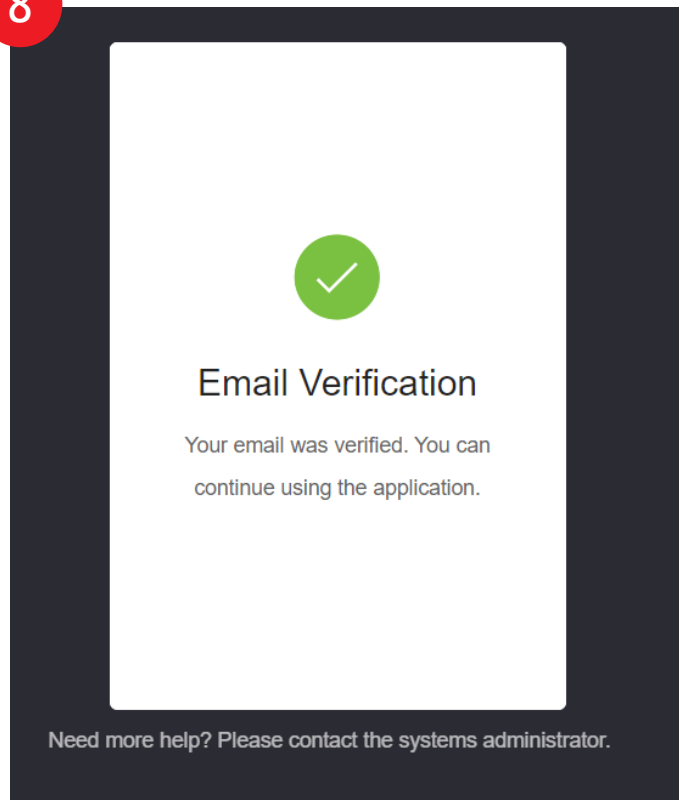 8
Email Verification
Your email was verified. You can
continue using the application.
Need more help? Please contact the systems administrator.